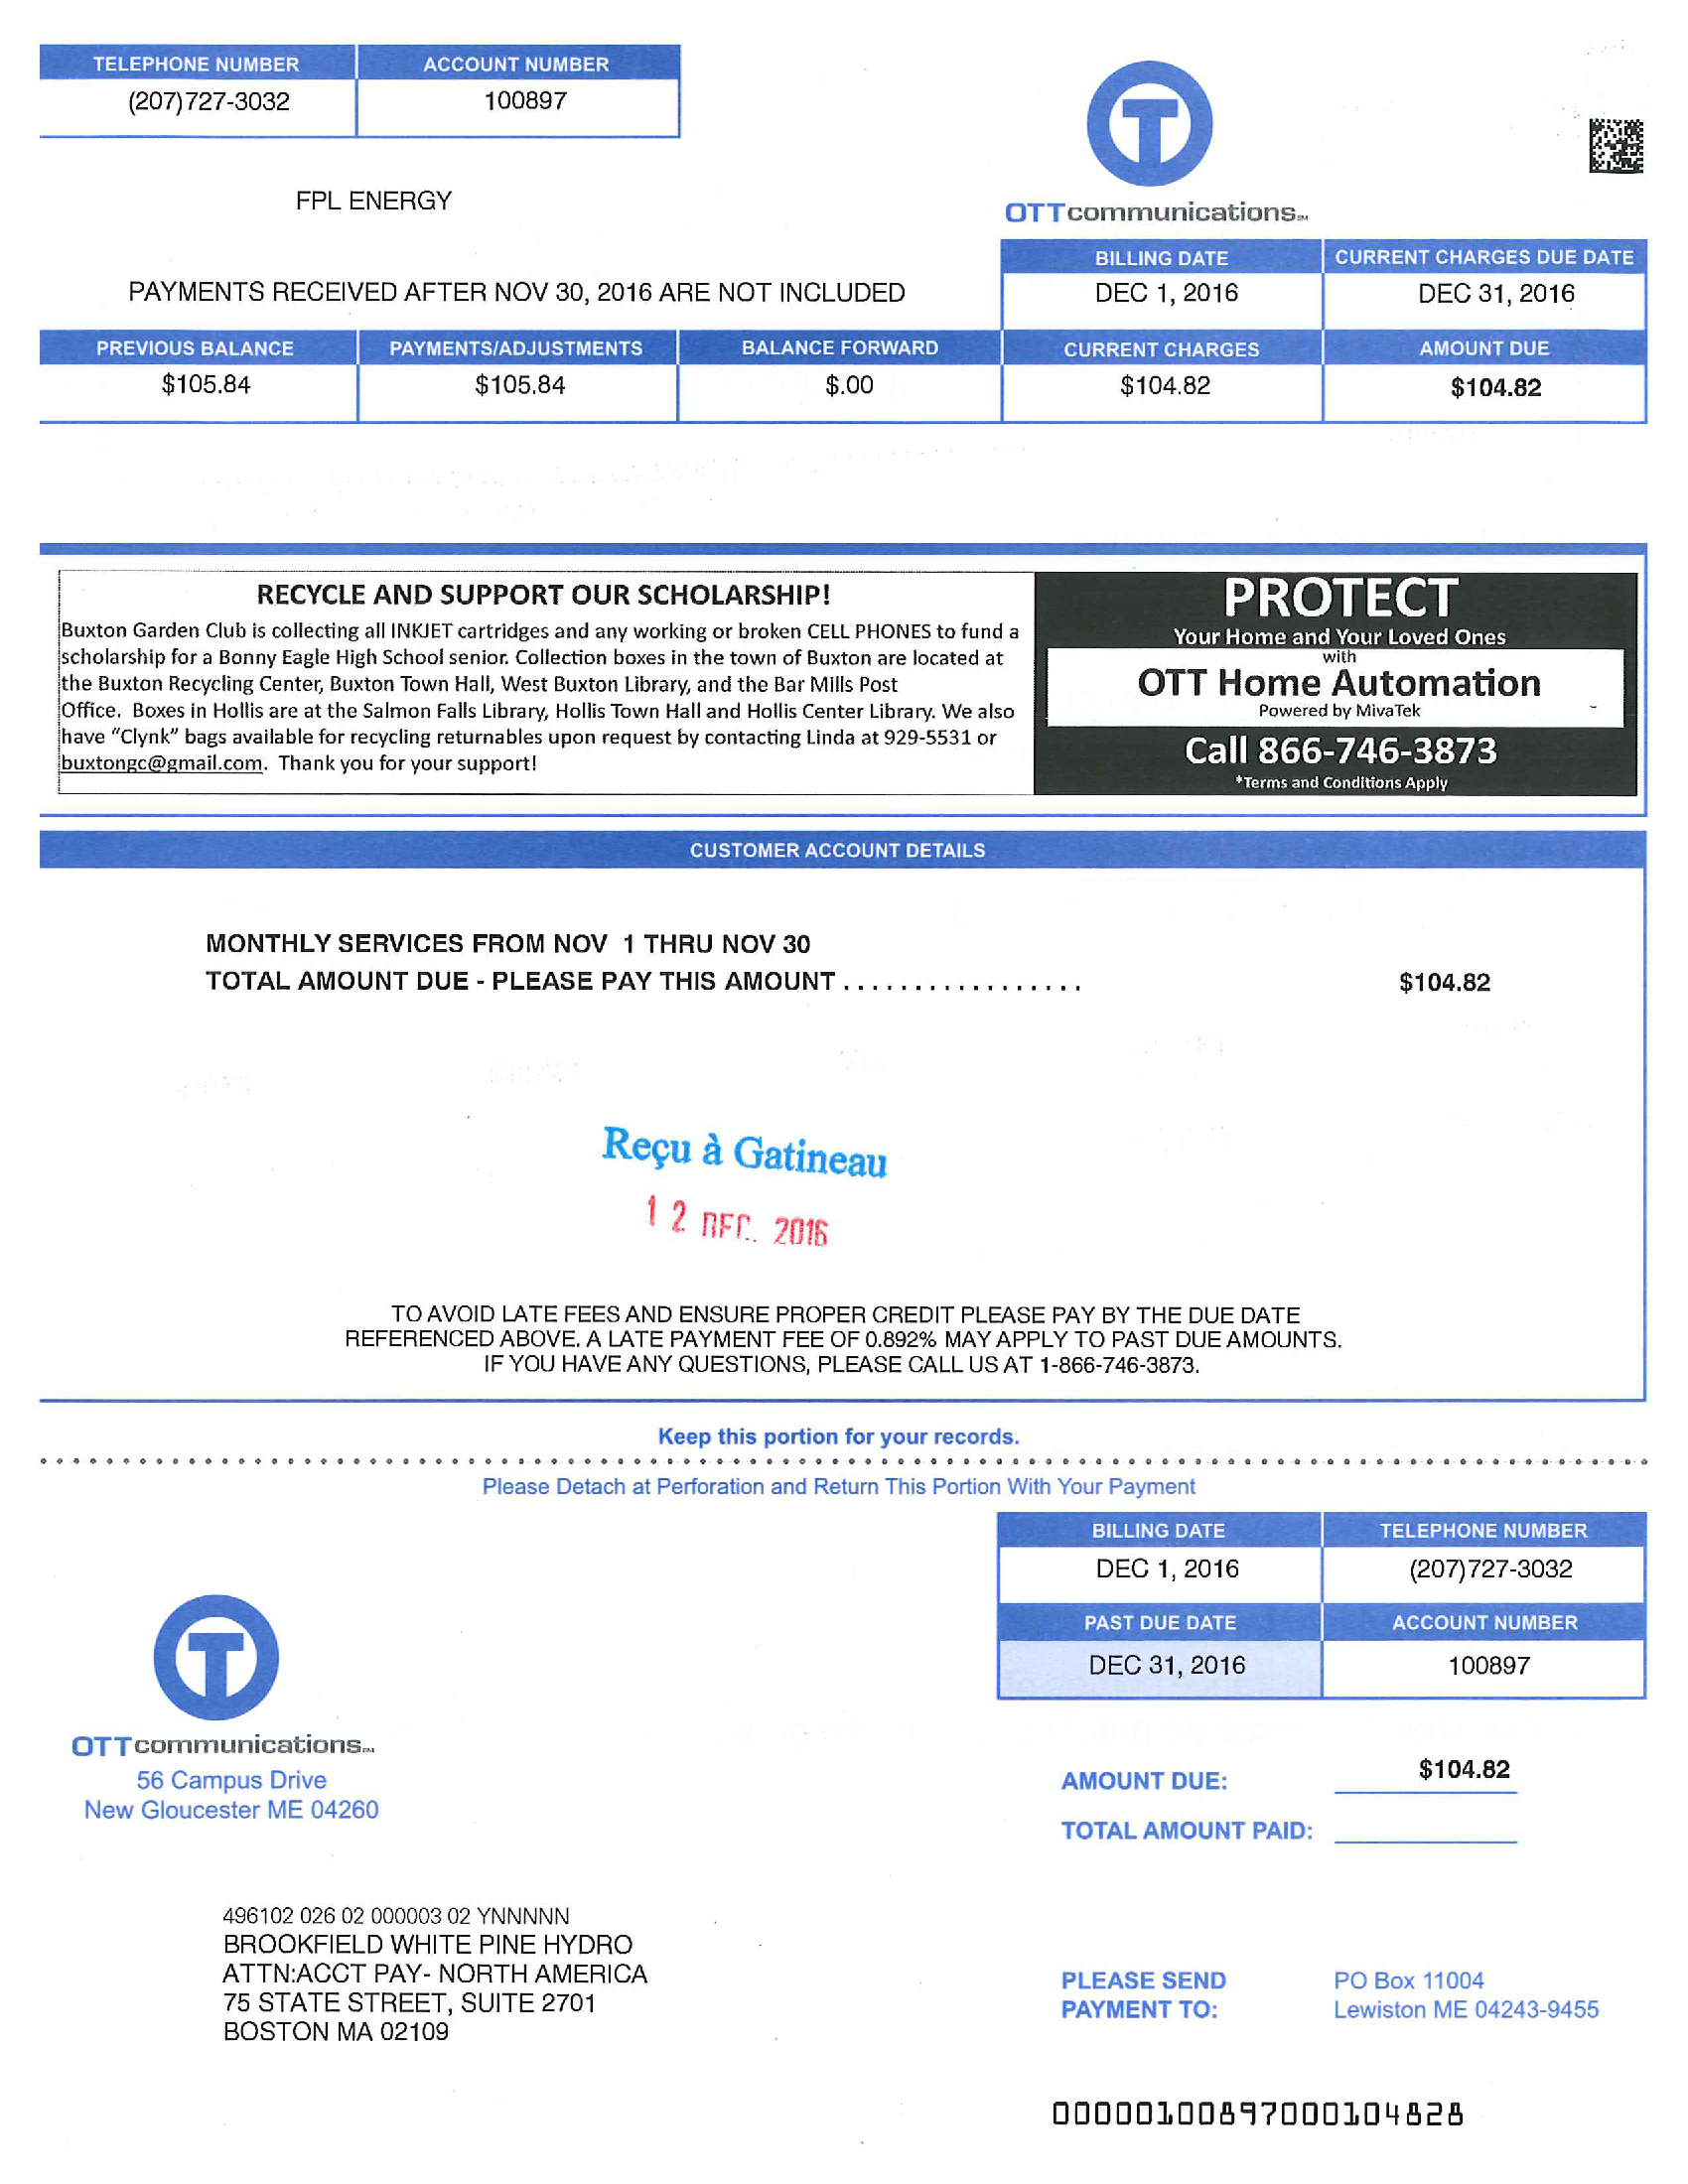 TELEPHONE NUMBER ACCOUNT NUMBER
(207)727-3032 100897
FPL ENERGY
T
OTTcommunications℠
BILLING DATE CURRENT CHARGES DUE DATE
PAYMENTS RECEIVED AFTER NOV 30, 2016 ARE NOT INCLUDED DEC 1, 2016 DEC 31, 2016
PREVIOUS BALANCE PAYMENTS/ADJUSTMENTS BALANCE FORWARD CURRENT CHARGES AMOUNT DUE
$105.84 $105.84 $.00 $104.82 $104.82
RECYCLE AND SUPPORT OUR SCHOLARSHIP!
Buxton Garden Club is collecting all INKJET cartridges and any working or broken CELL PHONES to fund a
scholarship for a Bonny Eagle High School senior. Collection boxes in the town of Buxton are located at
the Buxton Recycling Center, Buxton Town Hall, West Buxton Library, and the Bar Mills Post
Office. Boxes in Hollis are at the Salmon Falls Library, Hollis Town Hall and Hollis Center Library. We also
have "Clynk" bags available for recycling returnables upon request by contacting Linda at 929-5531 or
buxtongc@gmail.com. Thank you for your support!
PROTECT
Your Home and Your Loved Ones
with
OTT Home Automation
Powered by MivaTek
Call 866-746-3873
*Terms and Conditions Apply
CUSTOMER ACCOUNT DETAILS
MONTHLY SERVICES FROM NOV 1 THRU NOV 30
TOTAL AMOUNT DUE - PLEASE PAY THIS AMOUNT . . . . . . . . . . . . . . . . . $104.82
Reçu à Gatineau
1 2 DEC. 2016
TO AVOID LATE FEES AND ENSURE PROPER CREDIT PLEASE PAY BY THE DUE DATE
REFERENCED ABOVE. A LATE PAYMENT FEE OF 0.892% MAY APPLY TO PAST DUE AMOUNTS.
IF YOU HAVE ANY QUESTIONS, PLEASE CALL US AT 1-866-746-3873.
Keep this portion for your records.
Please Detach at Perforation and Return This Portion With Your Payment
BILLING DATE TELEPHONE NUMBER
DEC 1, 2016 (207)727-3032
PAST DUE DATE ACCOUNT NUMBER
DEC 31, 2016 100897
T
OTTcommunications℠
56 Campus Drive
New Gloucester ME 04260
AMOUNT DUE: $104.82
TOTAL AMOUNT PAID:
496102 026 02 000003 02 YNNNNN
BROOKFIELD WHITE PINE HYDRO
ATTN:ACCT PAY- NORTH AMERICA
75 STATE STREET, SUITE 2701
BOSTON MA 02109
PLEASE SEND PO Box 11004
PAYMENT TO: Lewiston ME 04243-9455
00000100897000104828